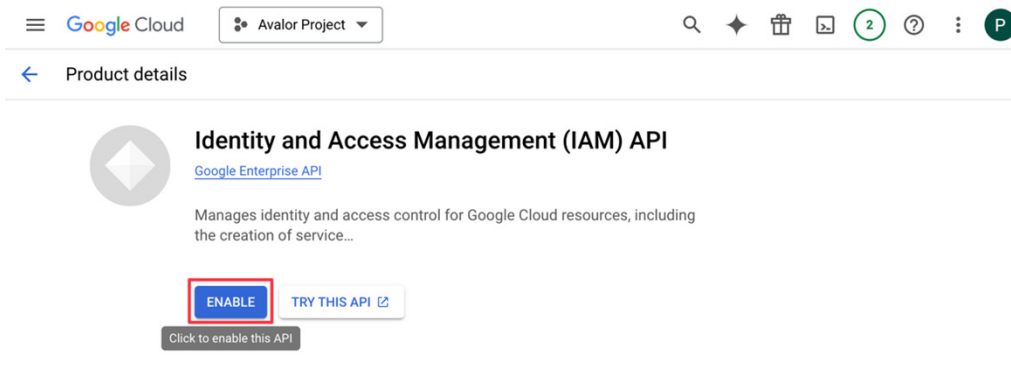 Google Cloud Avalor Project 2 P
Product details
Identity and Access Management (IAM) API
Google Enterprise API
Manages identity and access control for Google Cloud resources, including
the creation of service…
ENABLE TRY THIS API
Click to enable this API